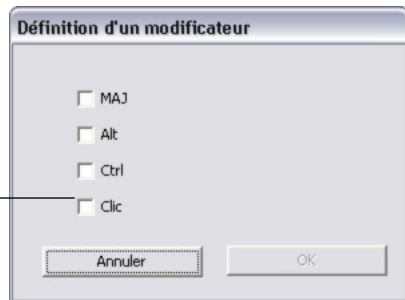 Définition d'un modificateur
MAJ
Alt
Ctrl
Clic
Annuler
OK